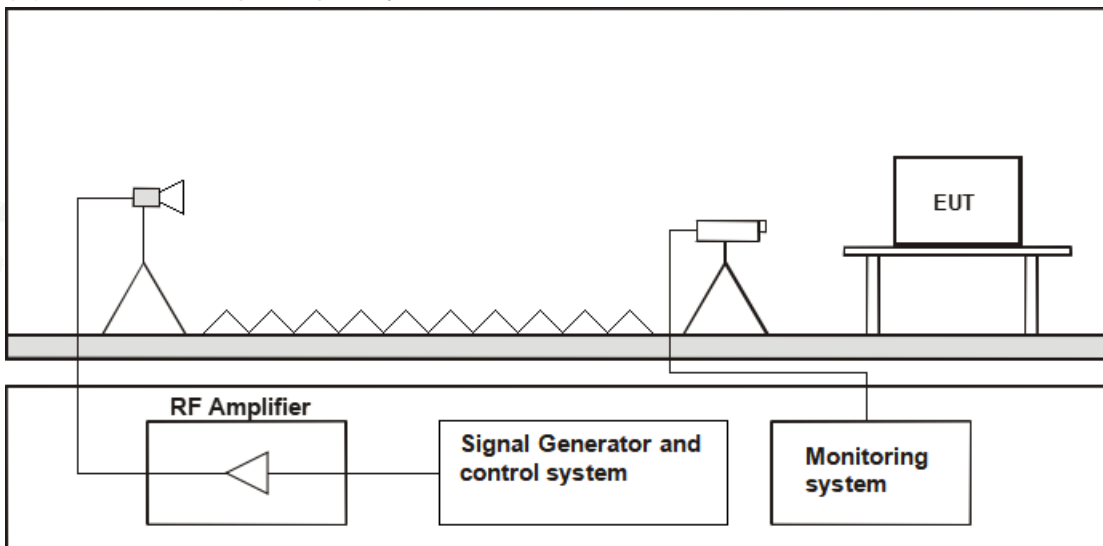 EUT
RF Amplifier
Signal Generator and
control system
Monitoring
system